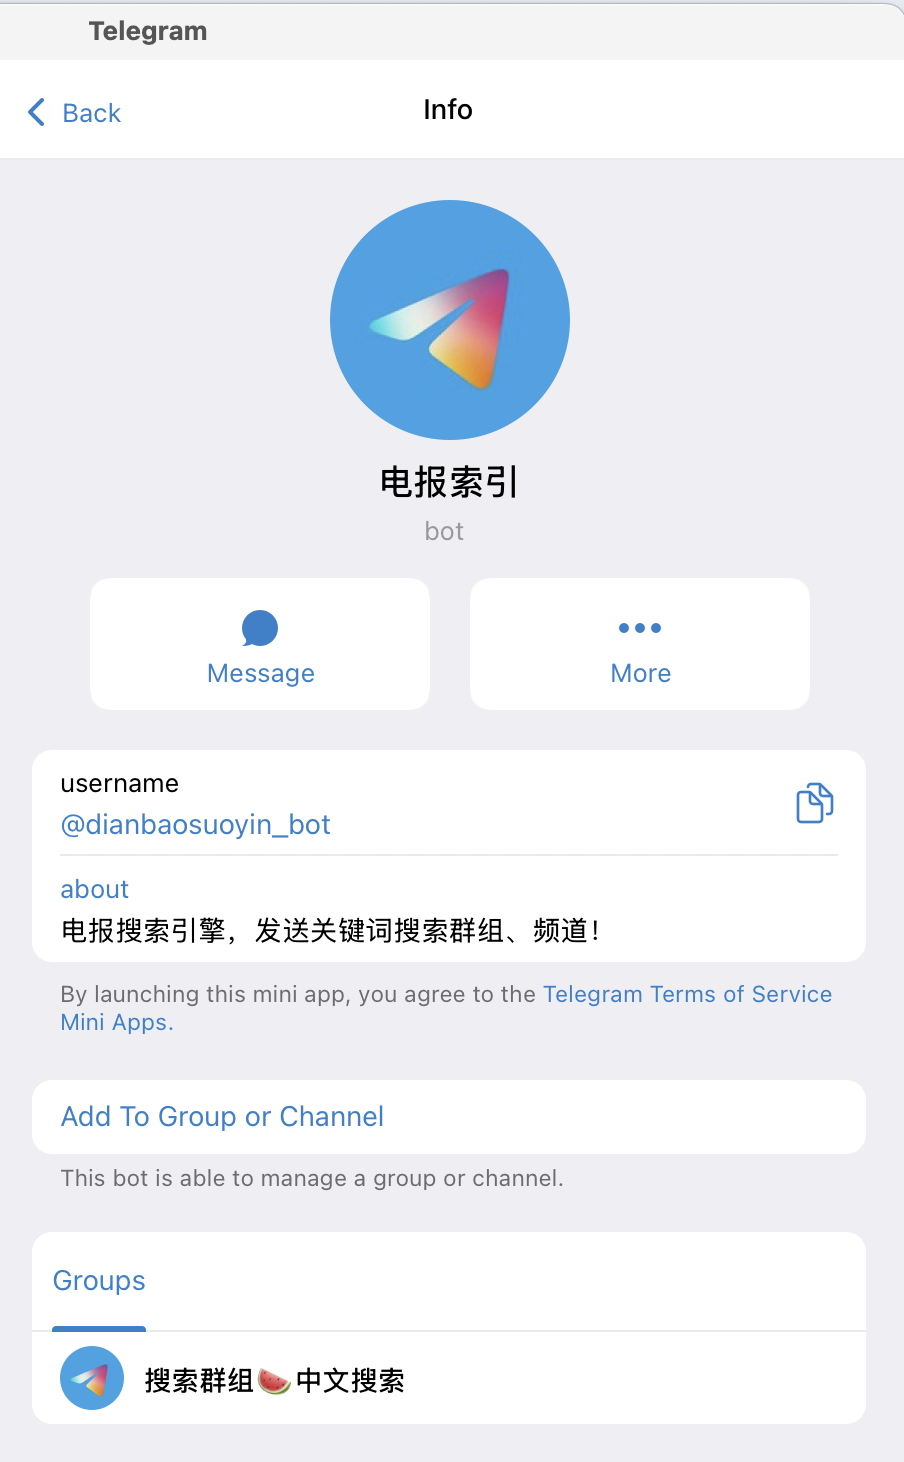 Telegram
Back
Info
电报索引
bot
Message
More
username
@dianbaosuoyin_bot
about
电报搜索引擎，发送关键词搜索群组、频道！
By launching this mini app, you agree to the Telegram Terms of Service
Mini Apps.
Add To Group or Channel
This bot is able to manage a group or channel.
Groups
搜索群组🍉中文搜索